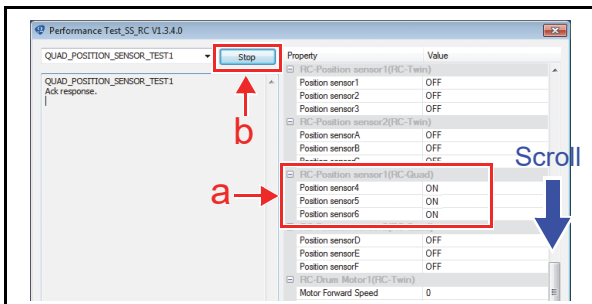 Performance Test_SS_RC V1.3.4.0
QUAD_POSITION_SENSOR_TEST1
Stop
QUAD_POSITION_SENSOR_TEST1
Ack response.
b
a
Property Value
RC-Position sensor1(RC-Twin)
Position sensor1 OFF
Position sensor2 OFF
Position sensor3 OFF
RC-Position sensor2(RC-Twin)
Position sensorA OFF
Position sensorB OFF
Scroll
RC-Position sensor1(RC-Quad)
Position sensor4 ON
Position sensor5 ON
Position sensor6 ON
Position sensorD OFF
Position sensorE OFF
Position sensorF OFF
RC-Drum Motor1(RC-Twin)
Motor Forward Speed 0